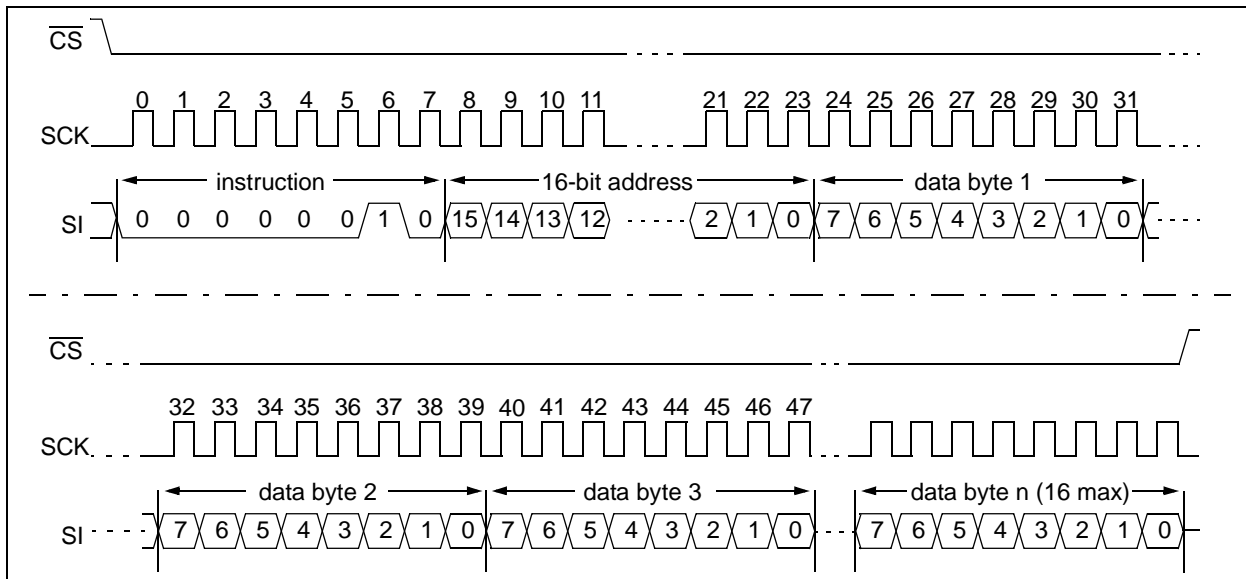 CS
0 1 2 3 4 5 6 7 8 9 10 11 21 22 23 24 25 26 27 28 29 30 31
SCK
instruction 16-bit address data byte 1
SI 0 0 0 0 0 0 1 0 15 14 13 12 2 1 0 7 6 5 4 3 2 1 0
CS
32 33 34 35 36 37 38 39 40 41 42 43 44 45 46 47
SCK
data byte 2 data byte 3 data byte n (16 max)
SI 7 6 5 4 3 2 1 0 7 6 5 4 3 2 1 0 7 6 5 4 3 2 1 0